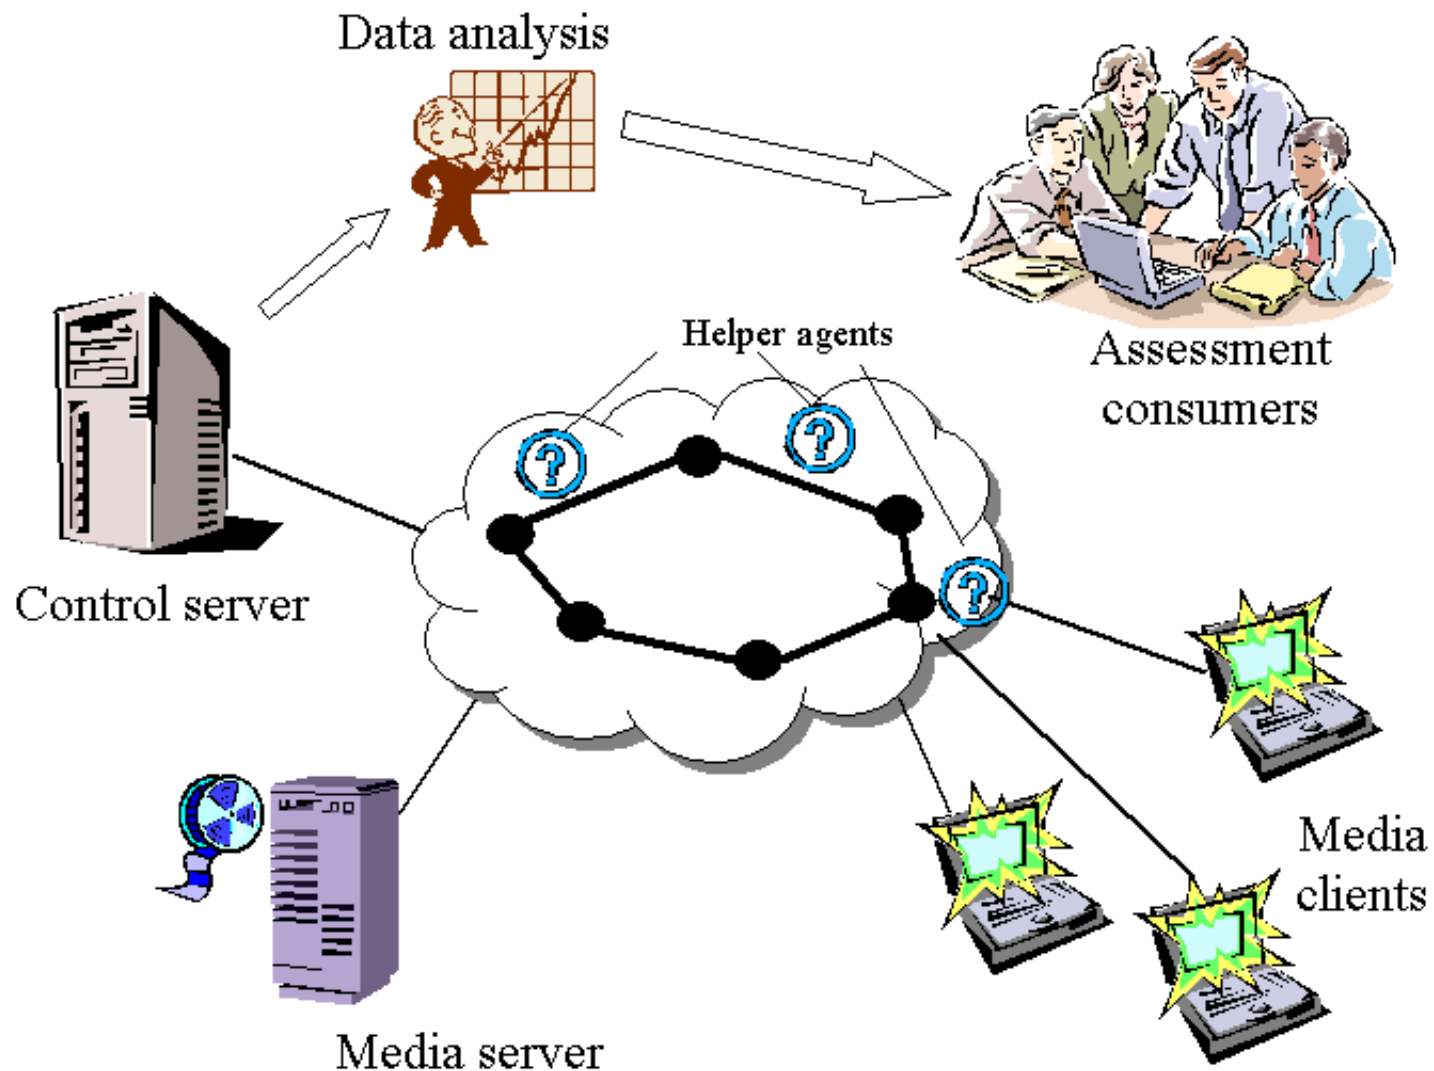 Data analysis
Helper agents
Assessment
consumers
Control server
Media
clients
Media server